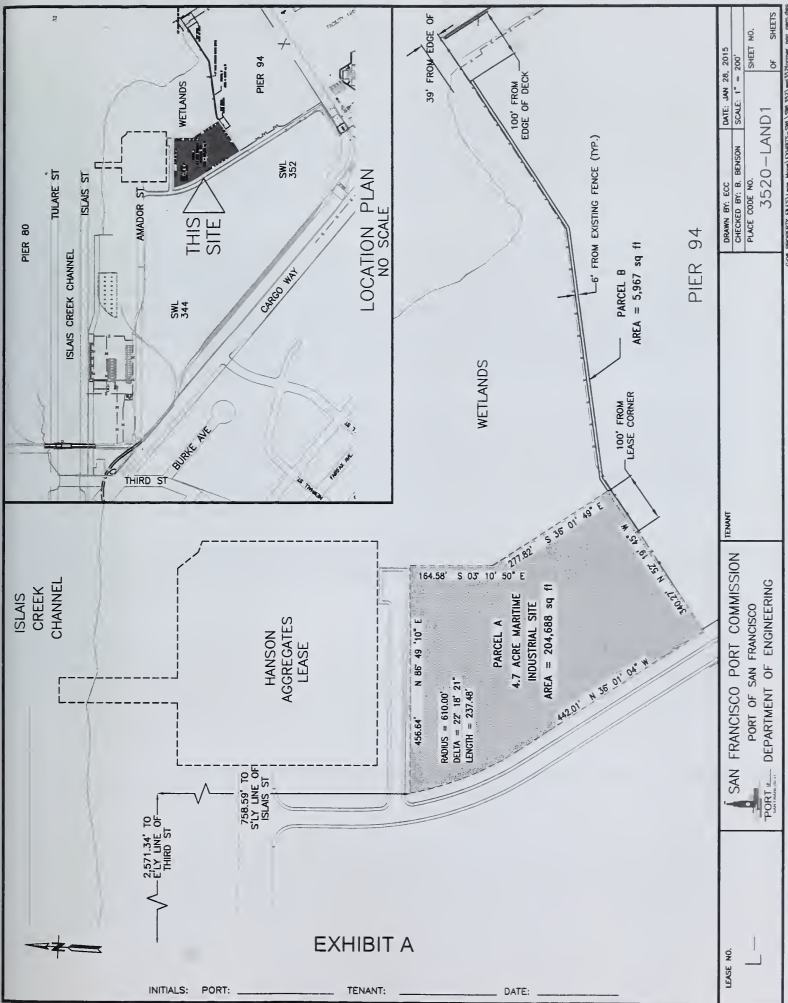 PIER 80
TULARE ST
ISLAIS ST
ISLAIS CREEK CHANNEL
AMADOR ST
WETLANDS
PIER 94
THIS
SITE
SWL
344
SWL
352
CARGO WAY
BURKE AVE
THIRD ST
LOCATION PLAN
NO SCALE
ISLAIS
CREEK
CHANNEL
HANSON
AGGREGATES
LEASE
2,571.34' TO
E'LY LINE OF
THIRD ST
758.59' TO
S'LY LINE OF
ISLAIS ST
456.64' N 86° 49' 10" E
164.58' S 03° 10' 50" E
277.82' S 36° 01' 49" E
RADIUS = 610.00'
DELTA = 22° 18' 21"
LENGTH = 237.48'
PARCEL A
4.7 ACRE MARITIME
INDUSTRIAL SITE
AREA = 204,688 sq ft
442.01' N 36° 01' 04" W
340.27' N 52° 19' 45" W
100' FROM
LEASE CORNER
WETLANDS
PARCEL B
AREA = 5,967 sq ft
6' FROM EXISTING FENCE (TYP.)
100' FROM
EDGE OF DECK
39' FROM EDGE OF
PIER 94
EXHIBIT A
INITIALS: PORT: TENANT: DATE:
LEASE NO.
L-
SAN FRANCISCO PORT COMMISSION
PORT OF SAN FRANCISCO
DEPARTMENT OF ENGINEERING
PORT
TENANT
DRAWN BY: ECC
DATE: JAN 28, 2015
CHECKED BY: B. BENSON
SCALE: 1" = 200'
PLACE CODE NO.
3520-LAND1
SHEET NO.
OF SHEETS